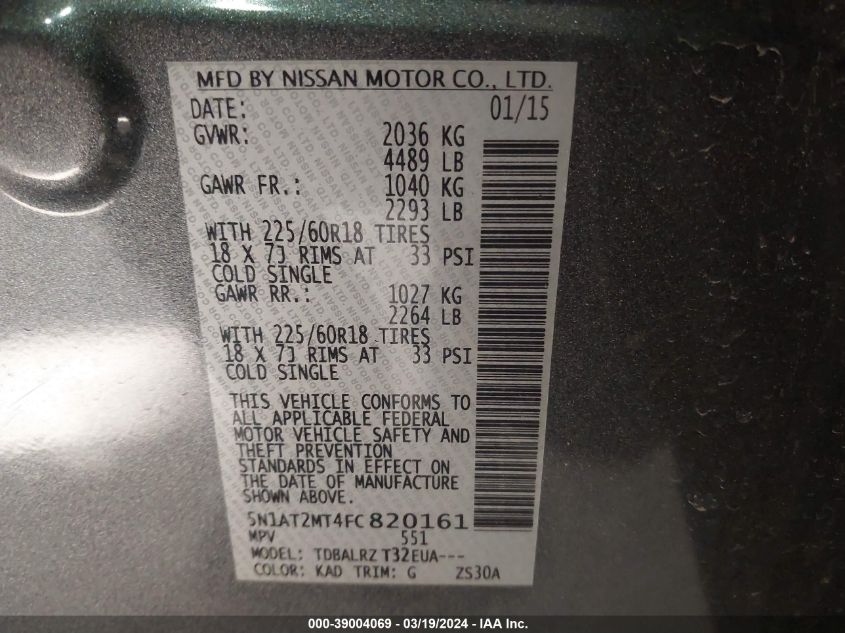 MFD BY NISSAN MOTOR CO., LTD.
DATE: 01/15
GVWR: 2036 KG
4489 LB
GAWR FR.: 1040 KG
2293 LB
WITH 225/60R18 TIRES
18 X 7J RIMS AT 33 PSI
COLD SINGLE
GAWR RR.: 1027 KG
2264 LB
WITH 225/60R18 TIRES
18 X 7J RIMS AT 33 PSI
COLD SINGLE
THIS VEHICLE CONFORMS TO
ALL APPLICABLE FEDERAL
MOTOR VEHICLE SAFETY AND
THEFT PREVENTION
STANDARDS IN EFFECT ON
THE DATE OF MANUFACTURE
SHOWN ABOVE.
5N1AT2MT4FC820161
MPV 551
MODEL: TDBALRZ T32EUA---
COLOR: KAD TRIM: G ZS30A
000-39004069 - 03/19/2024 - IAA Inc.